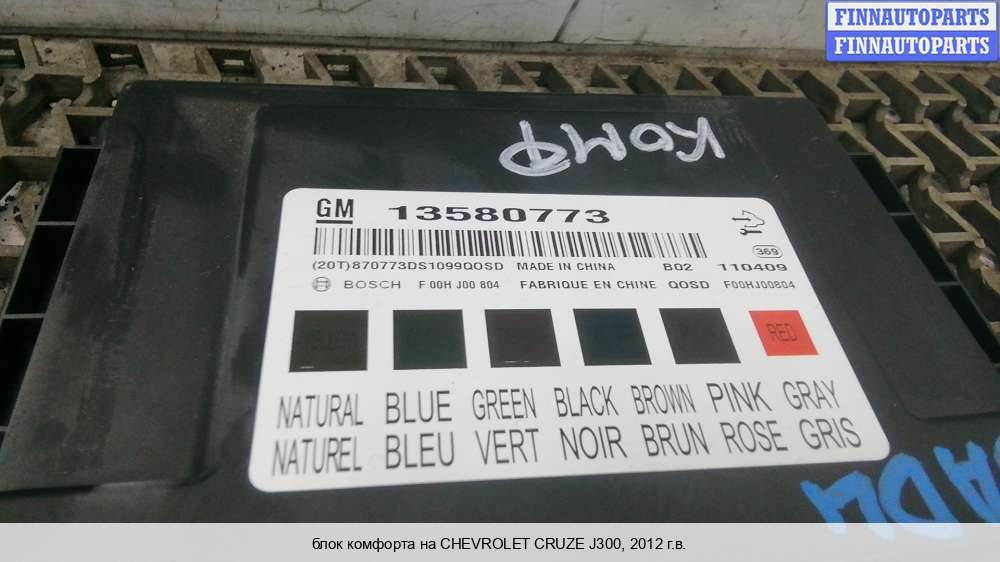 FINNAUTOPARTS
FINNAUTOPARTS
КОМФ
GM 13580773
369
(20T)870773DS1099QOSD MADE IN CHINA B02 110409
BOSCH F 00H J00 804 FABRIQUE EN CHINE QOSD F00HJ00804
RED
NATURAL BLUE GREEN BLACK BROWN PINK GRAY
NATUREL BLEU VERT NOIR BRUN ROSE GRIS
блок комфорта на CHEVROLET CRUZE J300, 2012 г.в.